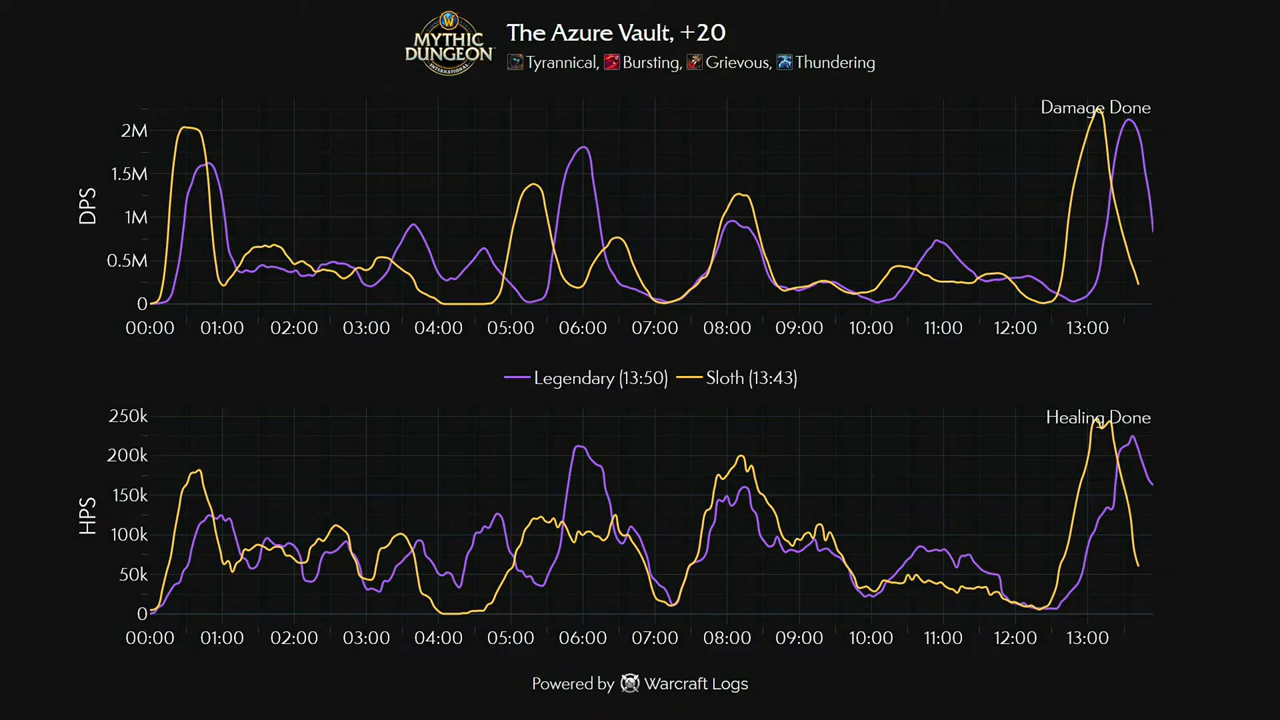 MYTHIC
DUNGEON
INTERNATIONAL
The Azure Vault, +20
Tyrannical, Bursting, Grievous, Thundering
Damage Done
DPS
2M
1.5M
1M
0.5M
0
00:00 01:00 02:00 03:00 04:00 05:00 06:00 07:00 08:00 09:00 10:00 11:00 12:00 13:00
Legendary (13:50) Sloth (13:43)
Healing Done
HPS
250k
200k
150k
100k
50k
0
00:00 01:00 02:00 03:00 04:00 05:00 06:00 07:00 08:00 09:00 10:00 11:00 12:00 13:00
Powered by Warcraft Logs